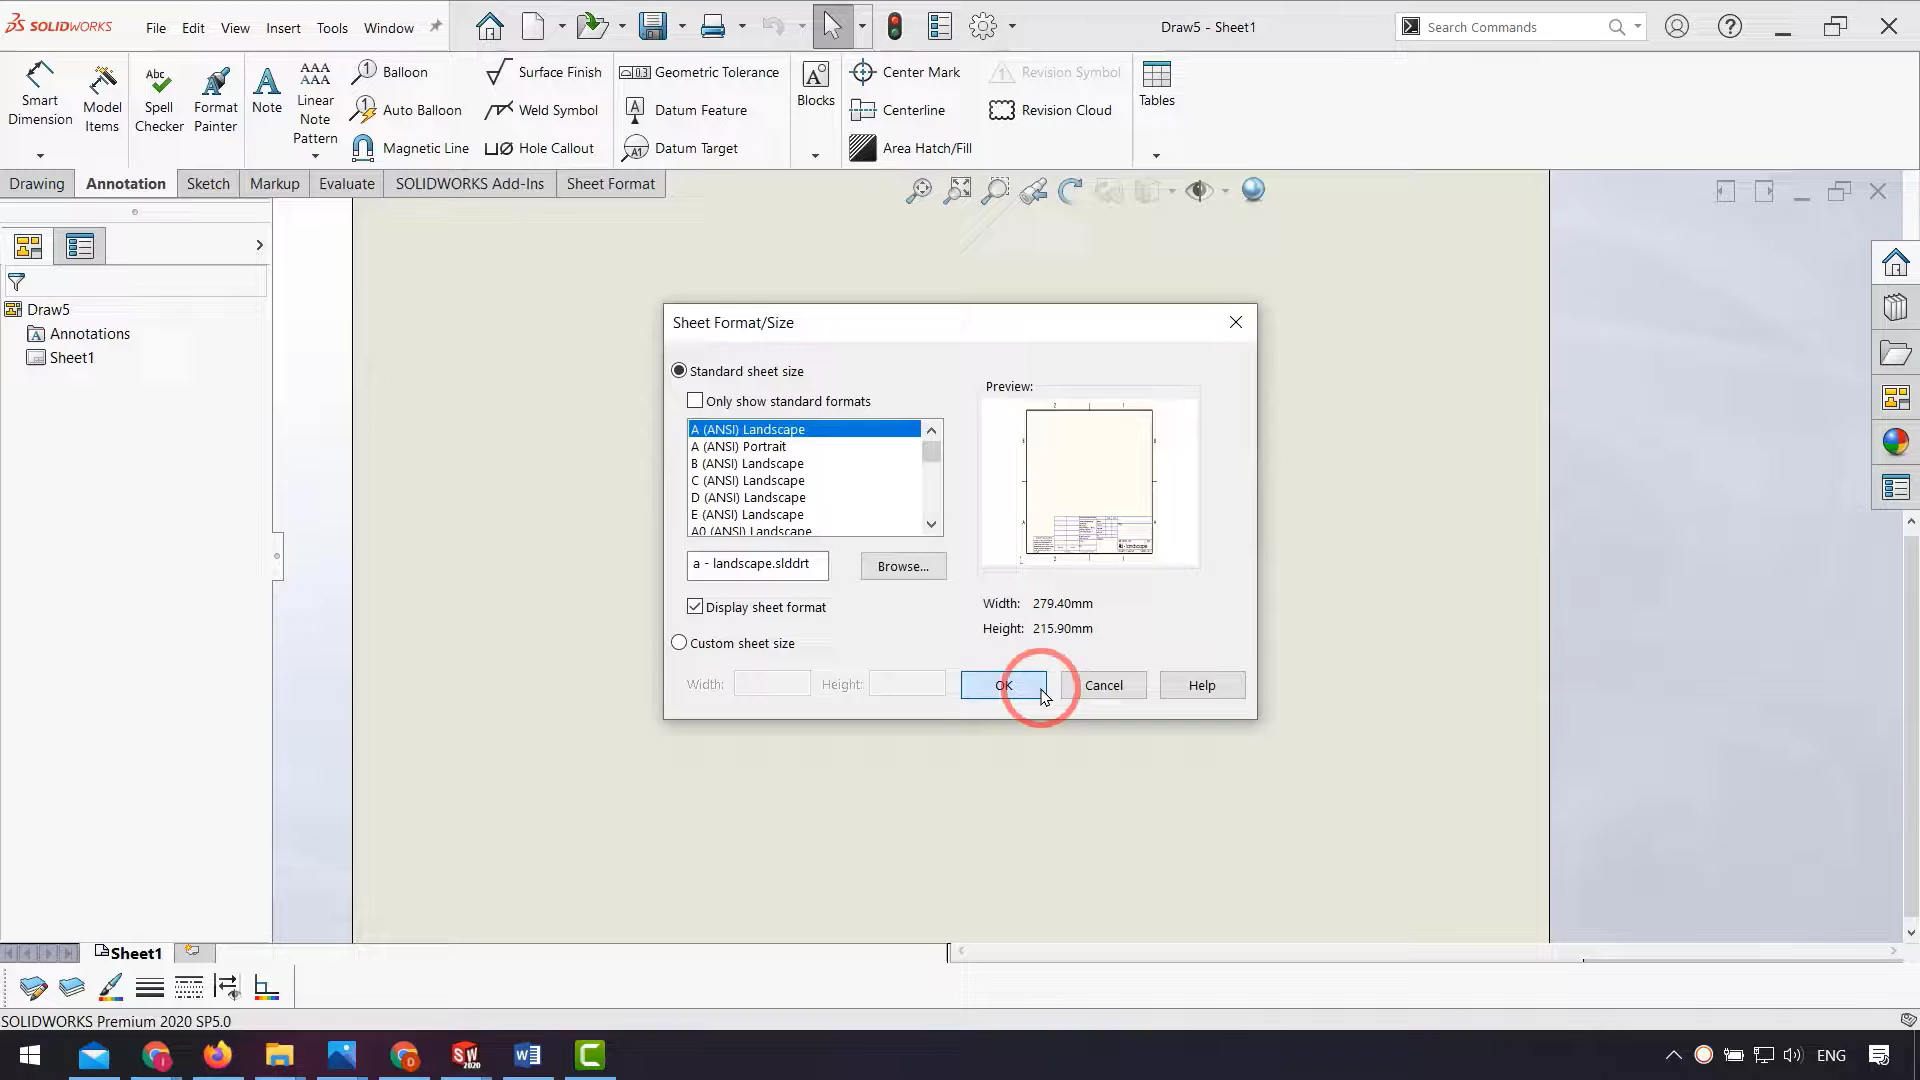 SOLIDWORKS File Edit View Insert Tools Window
Draw5 - Sheet1
Search Commands
Smart Dimension
Model Items
Abc
Spell Checker
Format Painter
A
Note
AAA
AAA
Linear Note Pattern
Balloon
Auto Balloon
Magnetic Line
Surface Finish
Weld Symbol
Hole Callout
Geometric Tolerance
Datum Feature
Datum Target
Blocks
Center Mark
Centerline
Area Hatch/Fill
Revision Symbol
Revision Cloud
Tables
Drawing Annotation Sketch Markup Evaluate SOLIDWORKS Add-Ins Sheet Format
Draw5
Annotations
Sheet1
Sheet Format/Size
Standard sheet size
Only show standard formats
A (ANSI) Landscape
A (ANSI) Portrait
B (ANSI) Landscape
C (ANSI) Landscape
D (ANSI) Landscape
E (ANSI) Landscape
A0 (ANSI) Landscape
a - landscape.slddrt
Browse...
Display sheet format
Custom sheet size
Width:
Height:
Preview:
Width: 279.40mm
Height: 215.90mm
OK
Cancel
Help
Sheet1
SOLIDWORKS Premium 2020 SP5.0
SW
2020
ENG